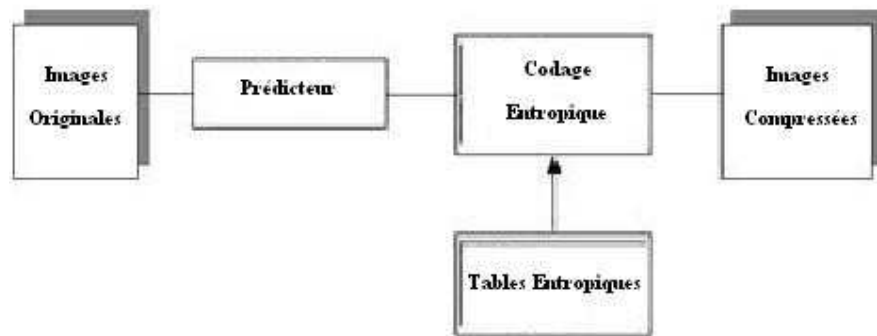 Images
Originales
Prédicteur
Codage
Entropique
Images
Compressées
Tables Entropiques